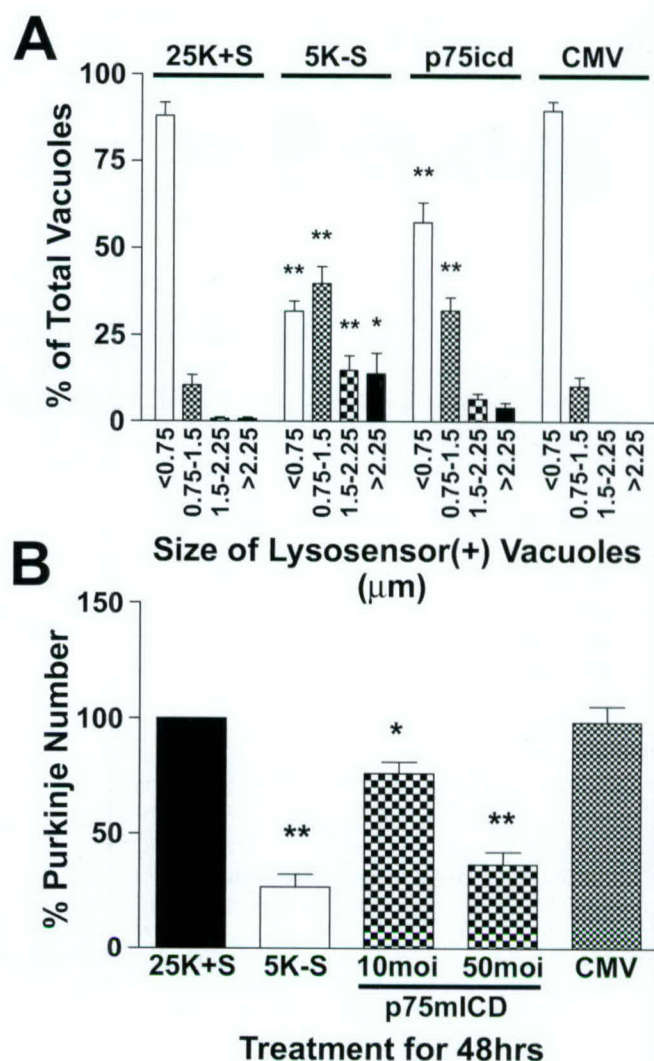 A
25K+S 5K-S p75icd CMV
% of Total Vacuoles
100
75
50
25
0
** ** ** * ** **
<0.75 0.75-1.5 1.5-2.25 >2.25 <0.75 0.75-1.5 1.5-2.25 >2.25 <0.75 0.75-1.5 1.5-2.25 >2.25 <0.75 0.75-1.5 1.5-2.25 >2.25
Size of Lysosensor(+) Vacuoles
(μm)
B
% Purkinje Number
150
100
50
0
** * **
25K+S 5K-S 10moi 50moi CMV
p75mICD
Treatment for 48hrs